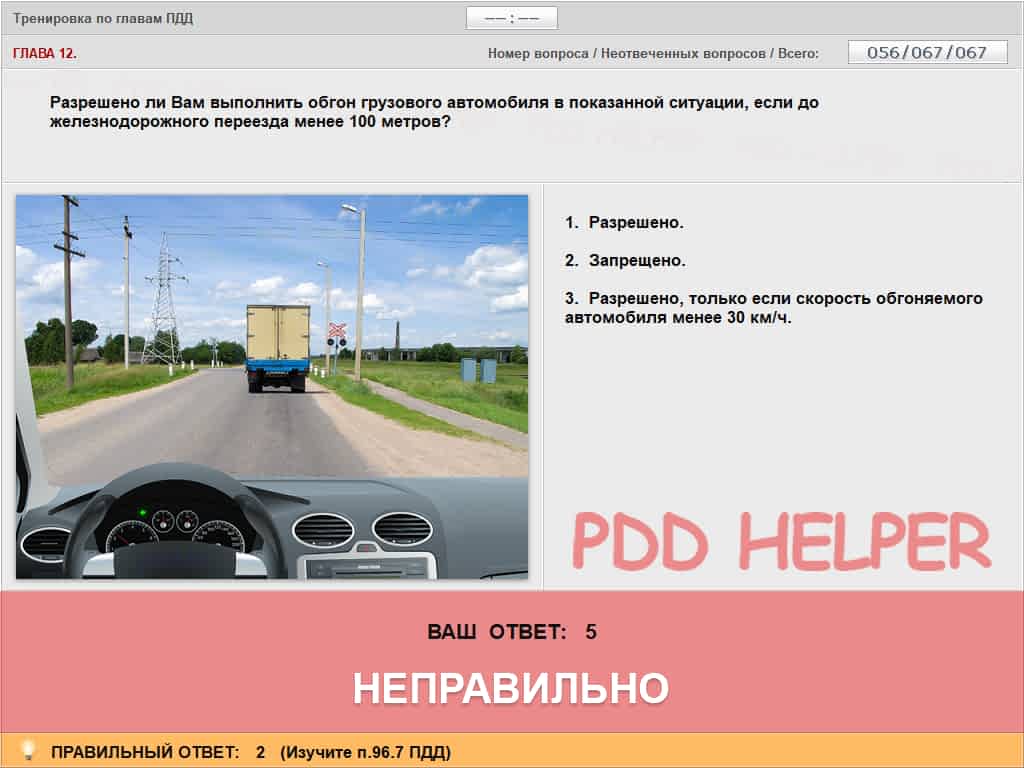 Тренировка по главам ПДД
—— : ——
ГЛАВА 12.
Номер вопроса / Неотвеченных вопросов / Всего:
056/067/067
Разрешено ли Вам выполнить обгон грузового автомобиля в показанной ситуации, если до
железнодорожного переезда менее 100 метров?
1. Разрешено.
2. Запрещено.
3. Разрешено, только если скорость обгоняемого
автомобиля менее 30 км/ч.
PDD HELPER
ВАШ ОТВЕТ: 5
НЕПРАВИЛЬНО
ПРАВИЛЬНЫЙ ОТВЕТ: 2 (Изучите п.96.7 ПДД)